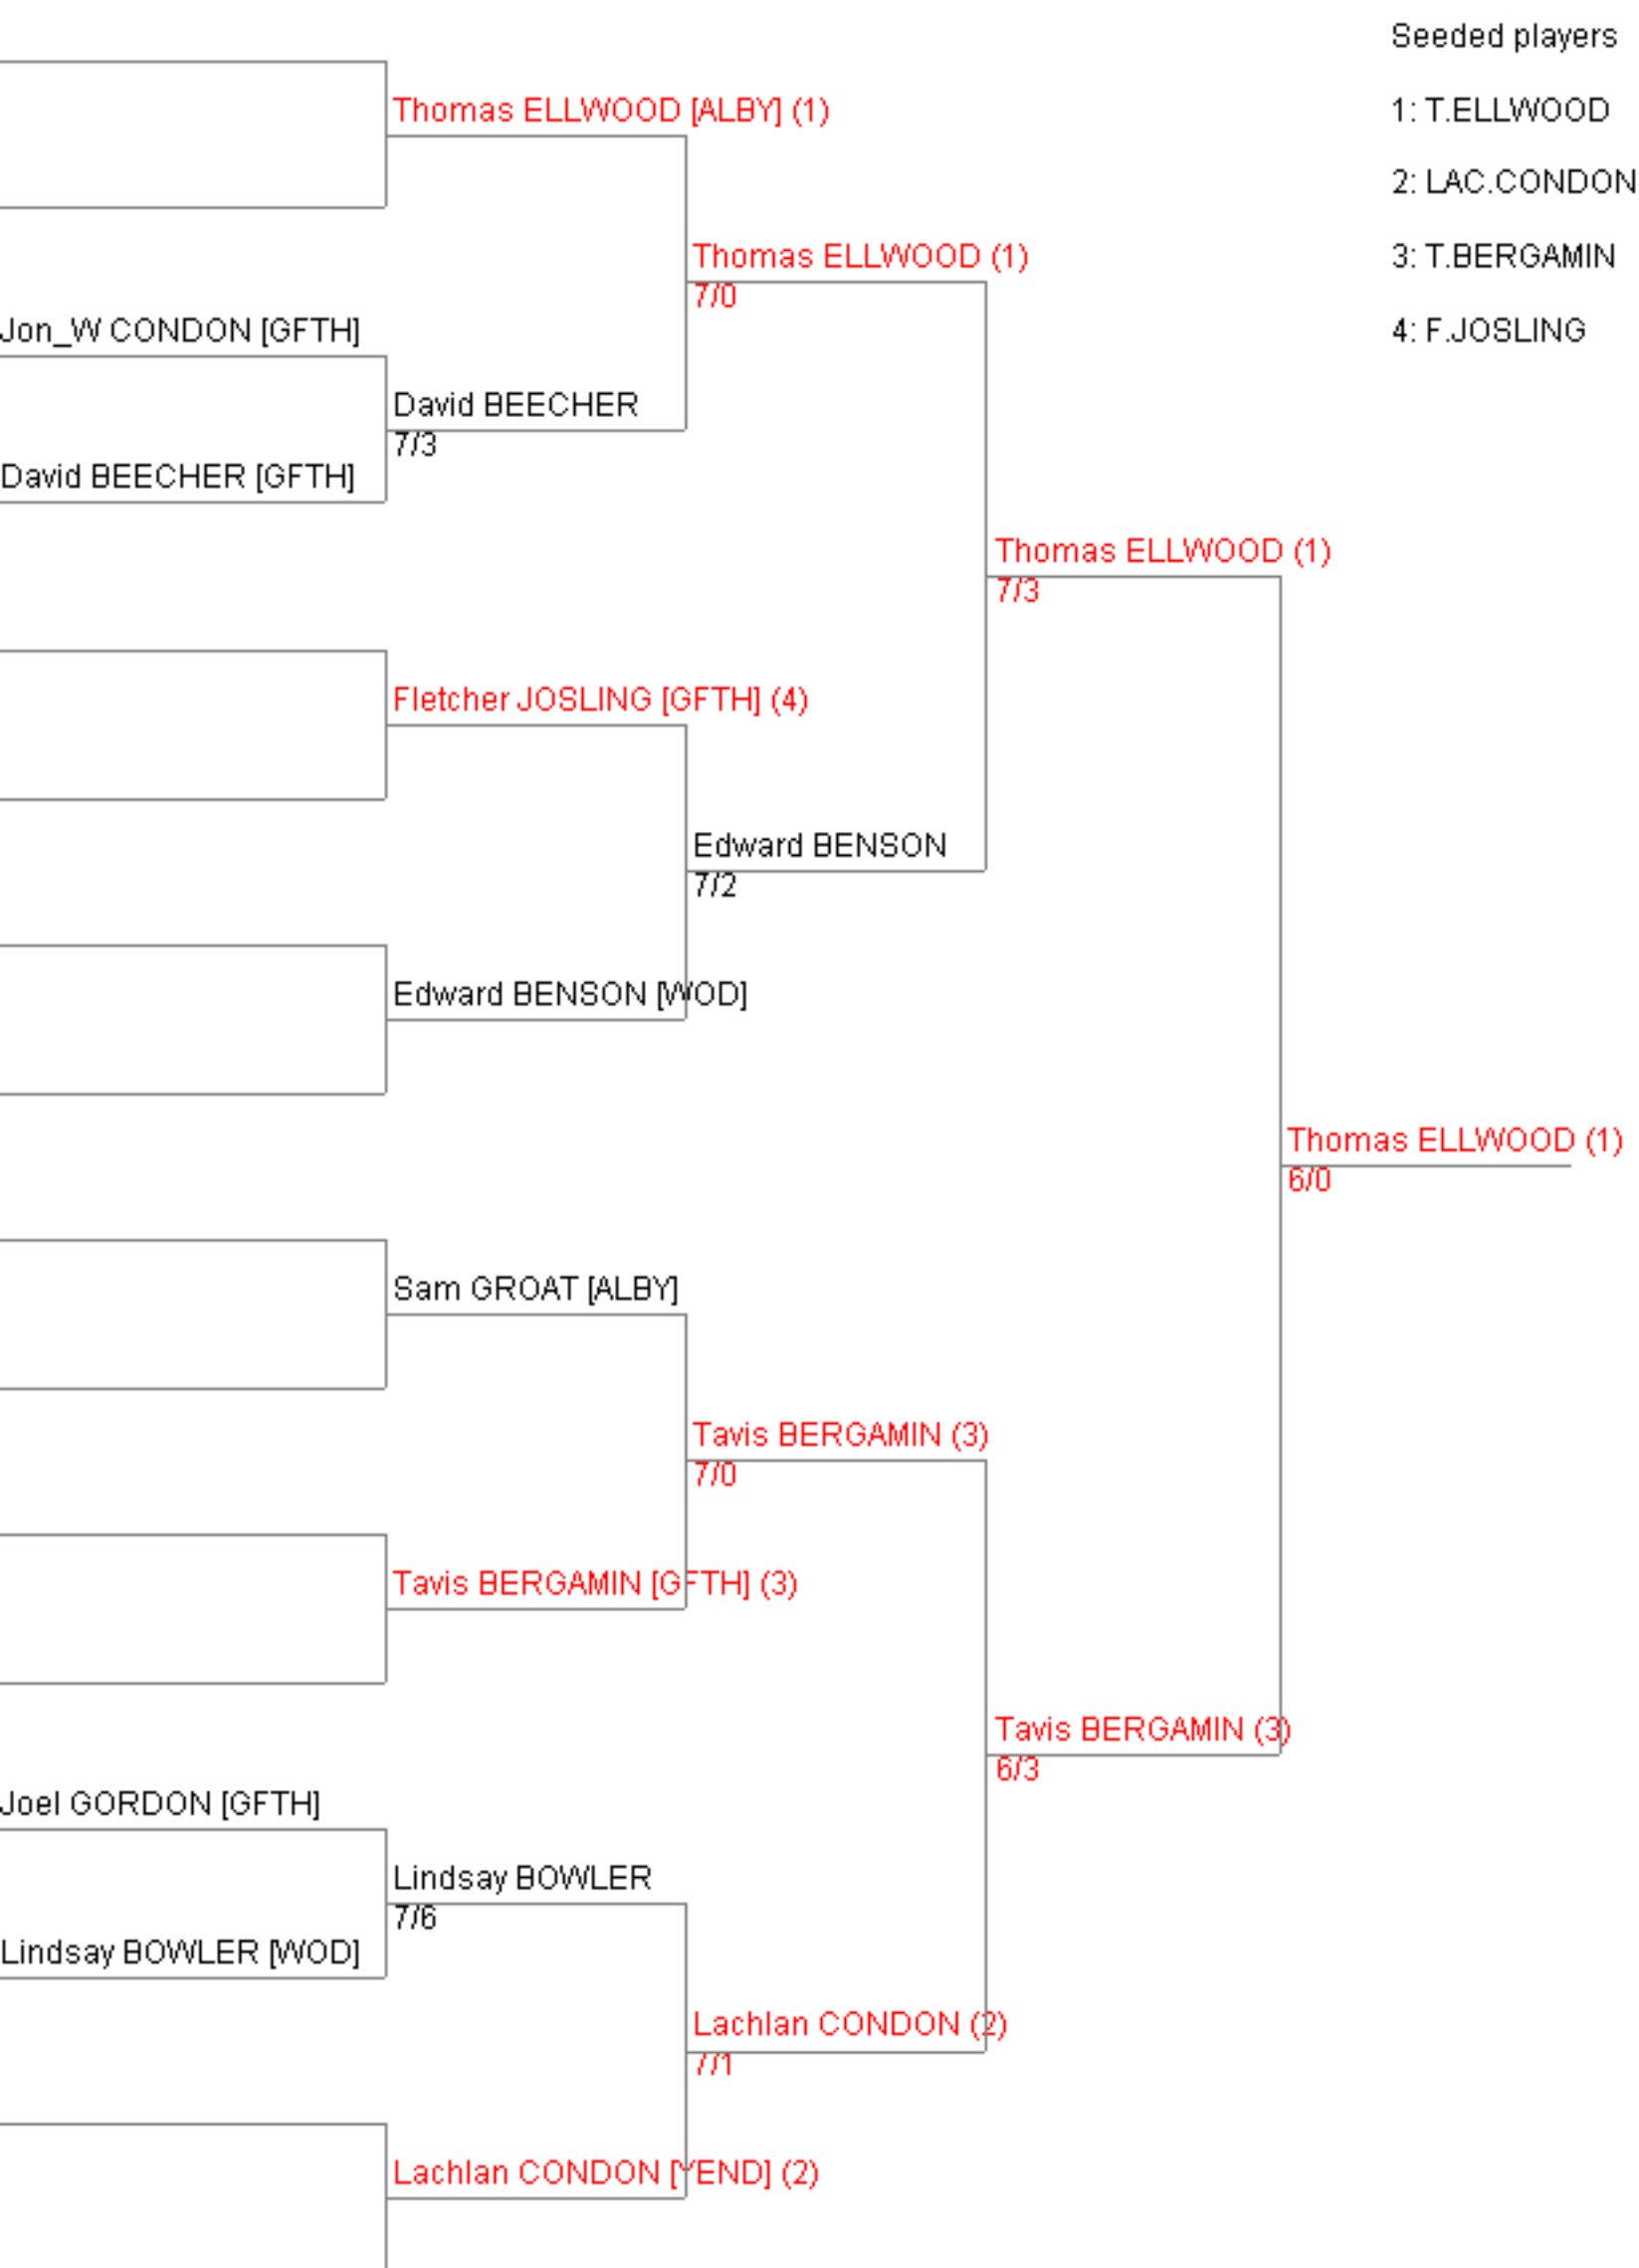 Seeded players
Thomas ELLWOOD [ALBY] (1)
1: T.ELLWOOD
2: LAC.CONDON
Thomas ELLWOOD (1)
3: T.BERGAMIN
7/0
Jon_W CONDON [GFTH]
4: F.JOSLING
David BEECHER
7/3
David BEECHER [GFTH]
Thomas ELLWOOD (1)
7/3
Fletcher JOSLING [GFTH] (4)
Edward BENSON
7/2
Edward BENSON [WOD]
Thomas ELLWOOD (1)
6/0
Sam GROAT [ALBY]
Tavis BERGAMIN (3)
7/0
Tavis BERGAMIN [GFTH] (3)
Tavis BERGAMIN (3)
6/3
Joel GORDON [GFTH]
Lindsay BOWLER
7/6
Lindsay BOWLER [WOD]
Lachlan CONDON (2)
7/1
Lachlan CONDON [YEND] (2)